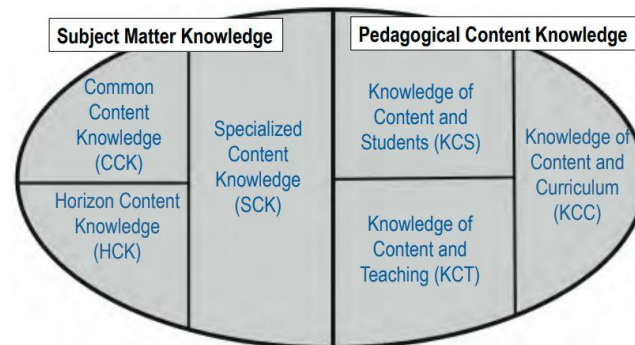 Subject Matter Knowledge
Pedagogical Content Knowledge
Common
Content
Knowledge
(CCK)
Horizon Content
Knowledge
(HCK)
Specialized
Content
Knowledge
(SCK)
Knowledge of
Content and
Students (KCS)
Knowledge of
Content and
Teaching (KCT)
Knowledge of
Content and
Curriculum
(KCC)